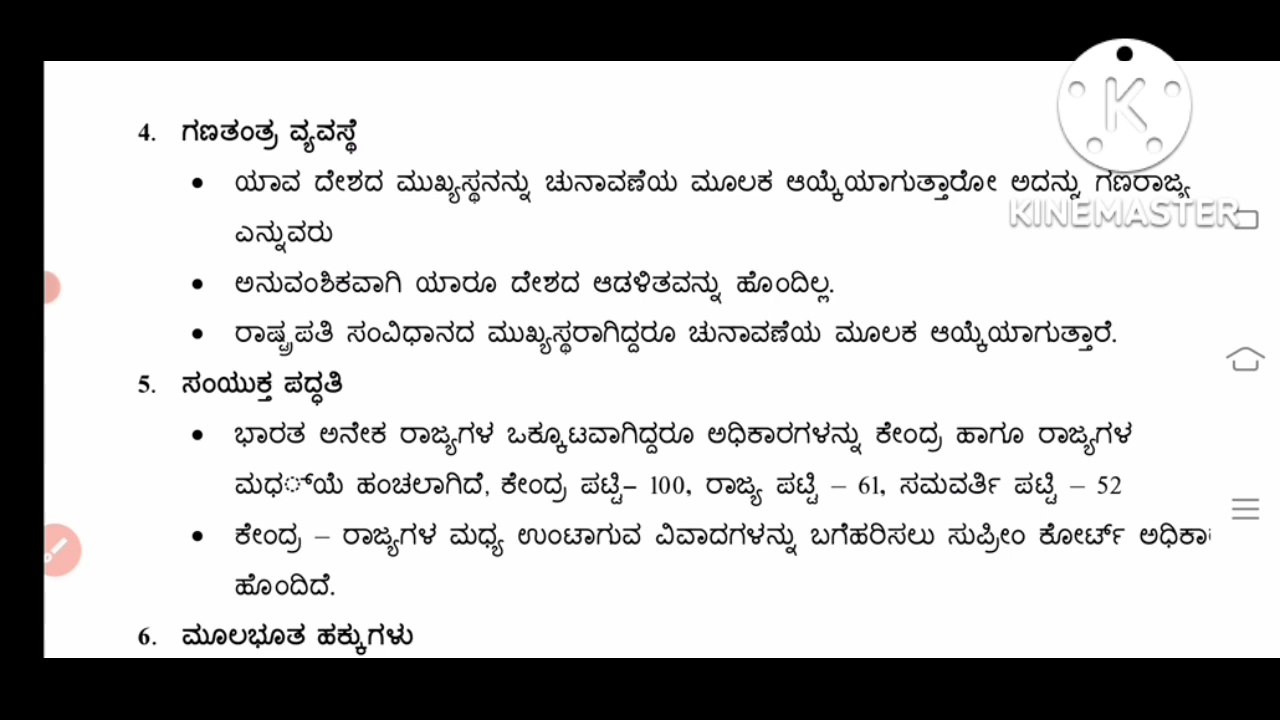 4. ಗಣತಂತ್ರ ವ್ಯವಸ್ಥೆ
• ಯಾವ ದೇಶದ ಮುಖ್ಯಸ್ಥನನ್ನು ಚುನಾವಣೆಯ ಮೂಲಕ ಆಯ್ಕೆಯಾಗುತ್ತಾರೋ ಅದನ್ನು ಗಣರಾಜ್ಯ
KINEMASTER
ಎನ್ನುವರು
• ಅನುವಂಶಿಕವಾಗಿ ಯಾರೂ ದೇಶದ ಆಡಳಿತವನ್ನು ಹೊಂದಿಲ್ಲ.
• ರಾಷ್ಟ್ರಪತಿ ಸಂವಿಧಾನದ ಮುಖ್ಯಸ್ಥರಾಗಿದ್ದರೂ ಚುನಾವಣೆಯ ಮೂಲಕ ಆಯ್ಕೆಯಾಗುತ್ತಾರೆ.
5. ಸಂಯುಕ್ತ ಪದ್ಧತಿ
• ಭಾರತ ಅನೇಕ ರಾಜ್ಯಗಳ ಒಕ್ಕೂಟವಾಗಿದ್ದರೂ ಅಧಿಕಾರಗಳನ್ನು ಕೇಂದ್ರ ಹಾಗೂ ರಾಜ್ಯಗಳ
ಮಧ್ಯೆ ಹಂಚಲಾಗಿದೆ, ಕೇಂದ್ರ ಪಟ್ಟಿ– 100, ರಾಜ್ಯ ಪಟ್ಟಿ – 61, ಸಮವರ್ತಿ ಪಟ್ಟಿ – 52
• ಕೇಂದ್ರ – ರಾಜ್ಯಗಳ ಮಧ್ಯ ಉಂಟಾಗುವ ವಿವಾದಗಳನ್ನು ಬಗೆಹರಿಸಲು ಸುಪ್ರೀಂ ಕೋರ್ಟ್
ಹೊಂದಿದೆ.
6. ಮೂಲಭೂತ ಹಕ್ಕುಗಳು